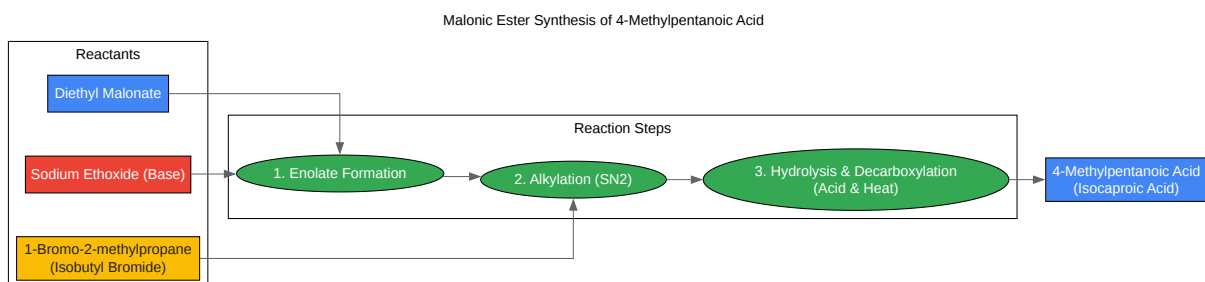 Malonic Ester Synthesis of 4-Methylpentanoic Acid
Reactants
Diethyl Malonate
Sodium Ethoxide (Base)
1-Bromo-2-methylpropane
(Isobutyl Bromide)
Reaction Steps
1. Enolate Formation
2. Alkylation (SN2)
3. Hydrolysis & Decarboxylation
(Acid & Heat)
4-Methylpentanoic Acid
(Isocaproic Acid)